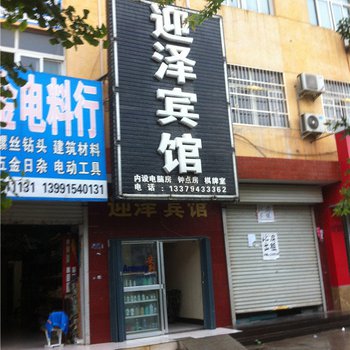 迎泽宾馆
内设电脑房 钟点房 棋牌室
电话：13379433362
电料行
螺丝钻头 建筑材料
五金日杂 电动工具
41131 13991540131
迎泽宾馆